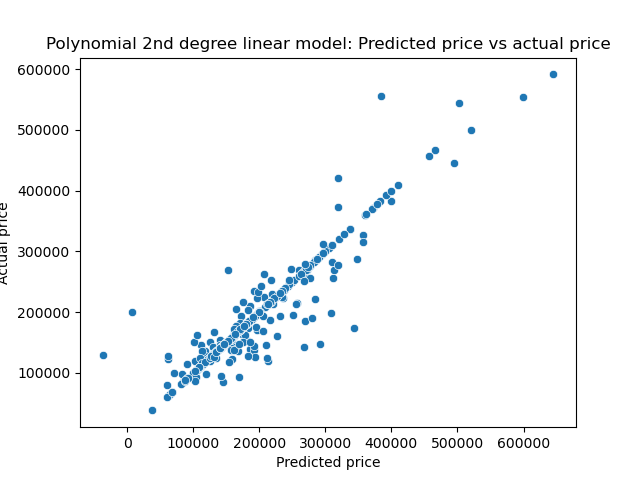 Polynomial 2nd degree linear model: Predicted price vs actual price
600000
500000
400000
300000
200000
100000
Actual price
0 100000 200000 300000 400000 500000 600000
Predicted price